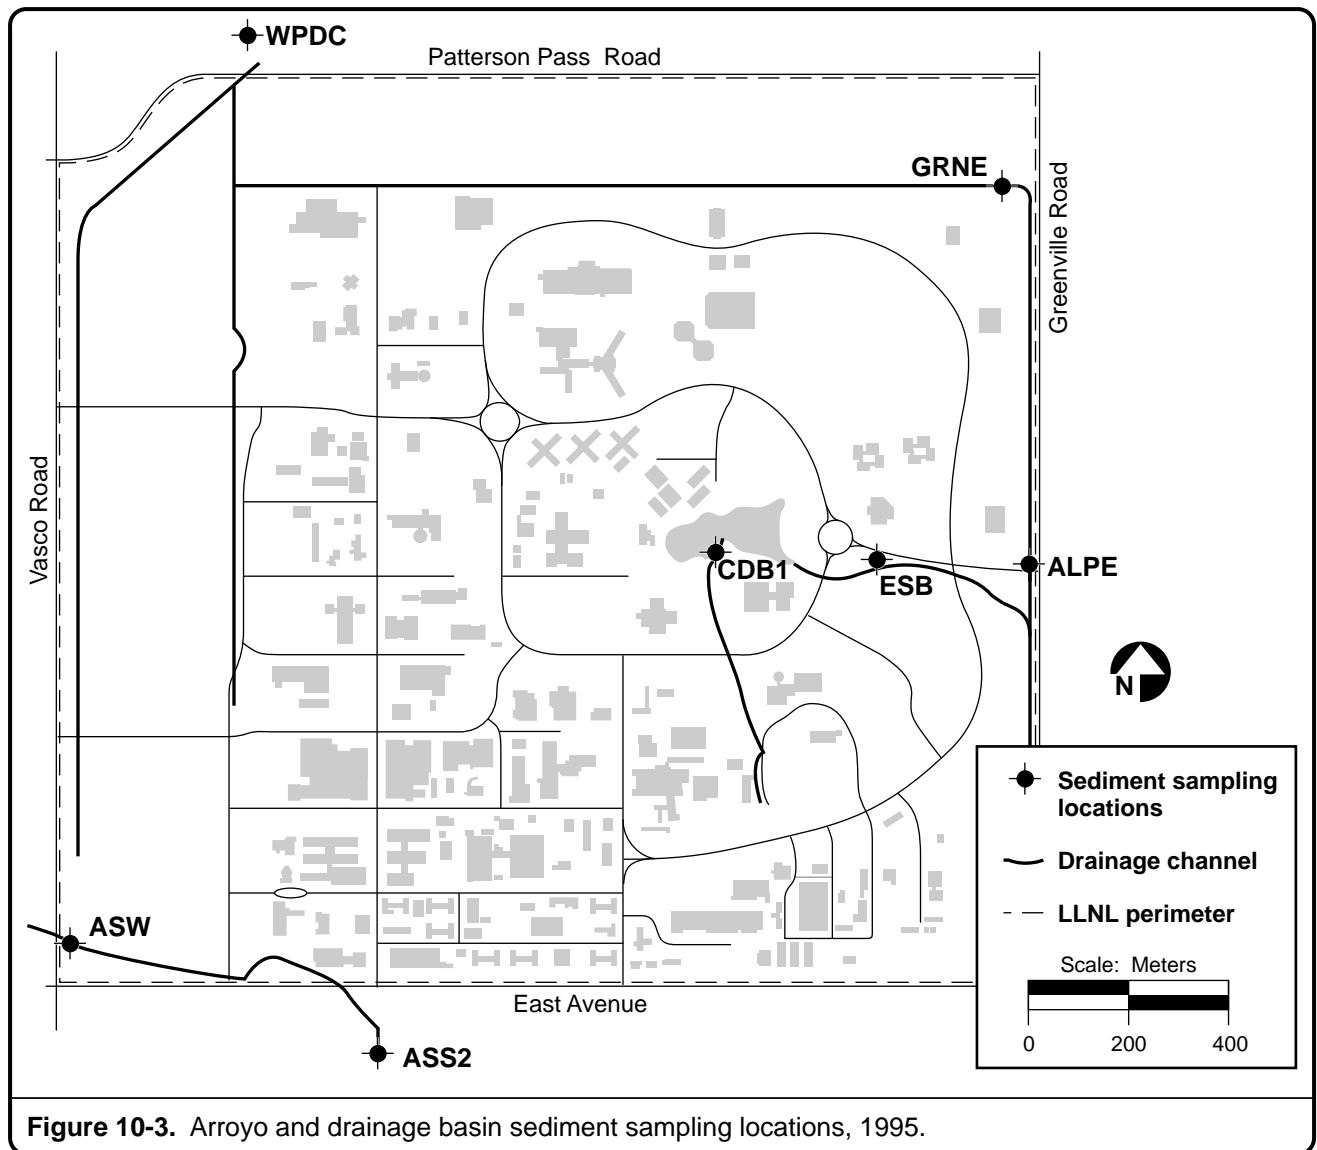 WPDC
Patterson Pass Road
GRNE
Greenville Road
Vasco Road
CDB1
ESB
ALPE
N
Sediment sampling
locations
Drainage channel
LLNL perimeter
Scale: Meters
0 200 400
ASW
East Avenue
ASS2
Figure 10-3. Arroyo and drainage basin sediment sampling locations, 1995.